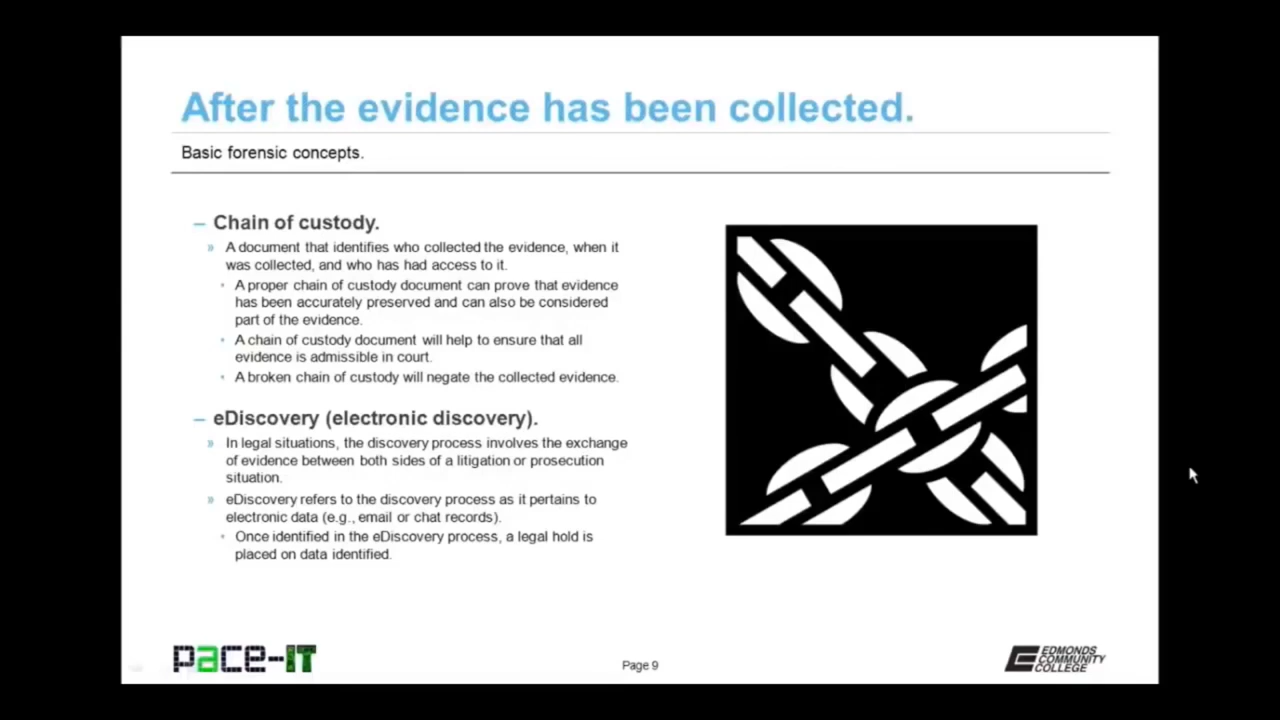 After the evidence has been collected.
Basic forensic concepts.
– Chain of custody.
» A document that identifies who collected the evidence, when it
was collected, and who has had access to it.
• A proper chain of custody document can prove that evidence
has been accurately preserved and can also be considered
part of the evidence.
• A chain of custody document will help to ensure that all
evidence is admissible in court.
• A broken chain of custody will negate the collected evidence.
– eDiscovery (electronic discovery).
» In legal situations, the discovery process involves the exchange
of evidence between both sides of a litigation or prosecution
situation.
» eDiscovery refers to the discovery process as it pertains to
electronic data (e.g., email or chat records).
• Once identified in the eDiscovery process, a legal hold is
placed on data identified.
pace-IT
Page 9
EDMONDS
COMMUNITY
COLLEGE